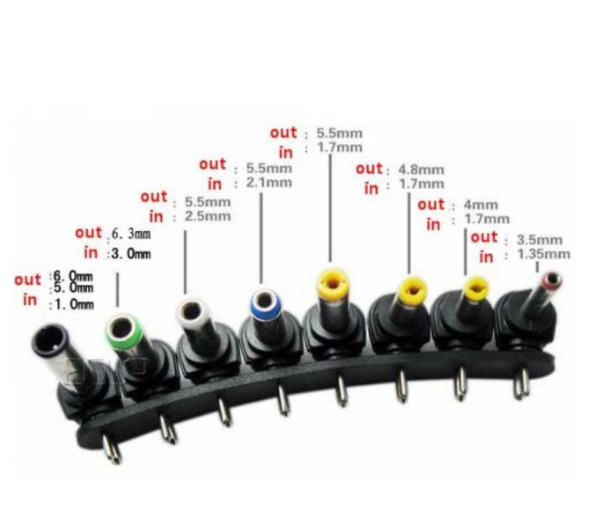 out : 5.5mm
in : 1.7mm
out : 5.5mm
in : 2.1mm
out : 4.8mm
in : 1.7mm
out : 5.5mm
in : 2.5mm
out : 4mm
in : 1.7mm
out : 6.3mm
in : 3.0mm
out : 3.5mm
in : 1.35mm
out :6.0mm
:5.0mm
in :1.0mm